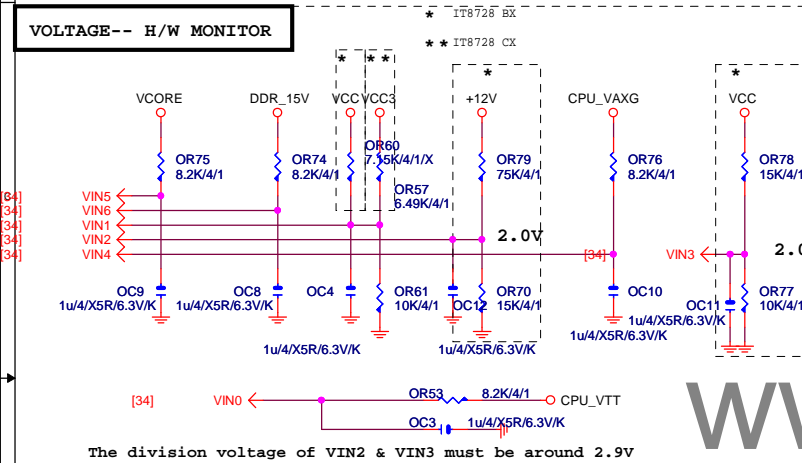 * IT8728 BX
VOLTAGE-- H/W MONITOR
* * IT8728 CX
* * * * *
VCORE DDR_15V VCC VCC3 +12V CPU_VAXG VCC
OR60
7.15K/4/1/X
OR75 OR74 OR79 OR76 OR78
8.2K/4/1 8.2K/4/1 75K/4/1 8.2K/4/1 15K/4/1
OR57
6.49K/4/1
[34] VIN5
[34] VIN6
[34] VIN1
[34] VIN2 2.0V
[34] VIN4 [34] VIN3 2.0
OC9 OC8 OC4 OR61 OC12 OR70 OC10 OC11 OR77
1u/4/X5R/6.3V/K 1u/4/X5R/6.3V/K 10K/4/1 15K/4/1 1u/4/X5R/6.3V/K 10K/4/1
1u/4/X5R/6.3V/K 1u/4/X5R/6.3V/K 1u/4/X5R/6.3V/K
[34] VIN0 OR53 8.2K/4/1 CPU_VTT
OC3 1u/4/X5R/6.3V/K
The division voltage of VIN2 & VIN3 must be around 2.9V